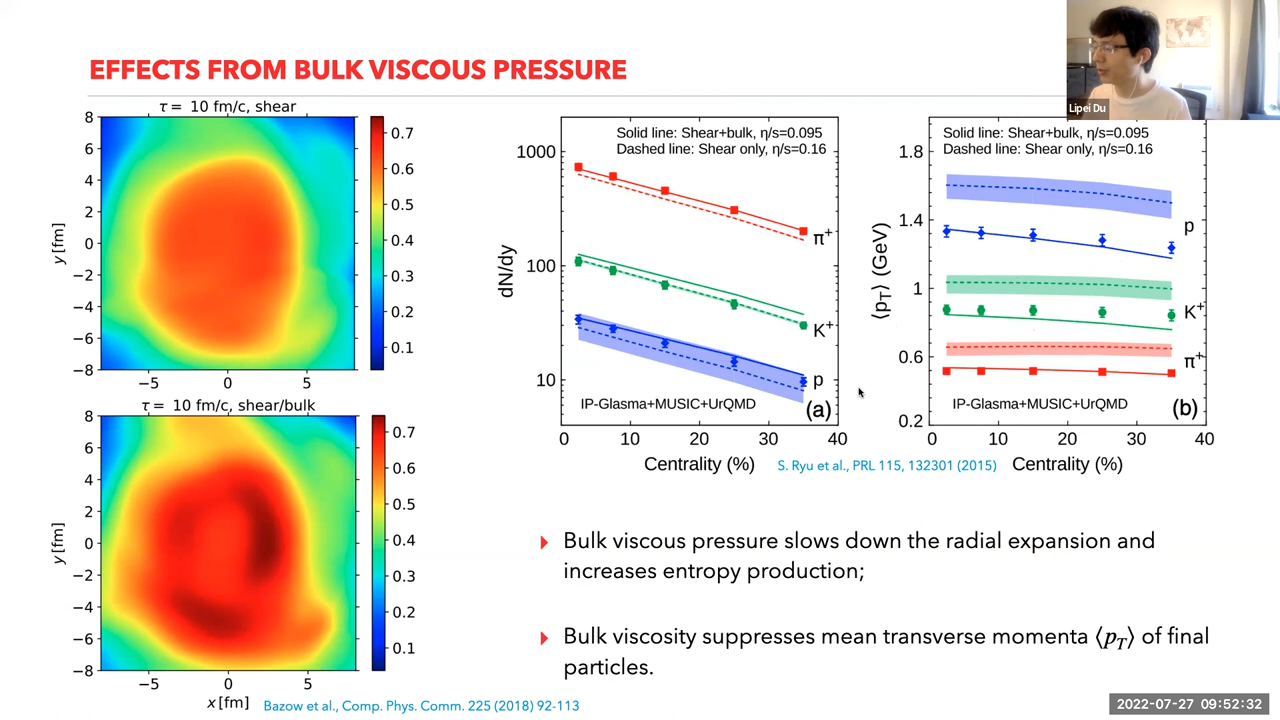 EFFECTS FROM BULK VISCOUS PRESSURE
Lipei Du
τ = 10 fm/c, shear
8
6
4
2
0
−2
−4
−6
−8
y [fm]
−5
0
5
0.7
0.6
0.5
0.4
0.3
0.2
0.1
τ = 10 fm/c, shear/bulk
8
6
4
2
0
−2
−4
−6
−8
y [fm]
−5
0
5
x [fm]
0.7
0.6
0.5
0.4
0.3
0.2
0.1
Bazow et al., Comp. Phys. Comm. 225 (2018) 92-113
Solid line: Shear+bulk, η/s=0.095
Dashed line: Shear only, η/s=0.16
1000
100
10
dN/dy
π⁺
K⁺
p
IP-Glasma+MUSIC+UrQMD
(a)
0
10
20
30
40
Centrality (%)
Solid line: Shear+bulk, η/s=0.095
Dashed line: Shear only, η/s=0.16
1.8
1.4
1
0.6
0.2
⟨pT⟩ (GeV)
p
K⁺
π⁺
IP-Glasma+MUSIC+UrQMD
(b)
0
10
20
30
40
Centrality (%)
S. Ryu et al., PRL 115, 132301 (2015)
Bulk viscous pressure slows down the radial expansion and
increases entropy production;
Bulk viscosity suppresses mean transverse momenta ⟨pT⟩ of final
particles.
2022-07-27 09:52:32